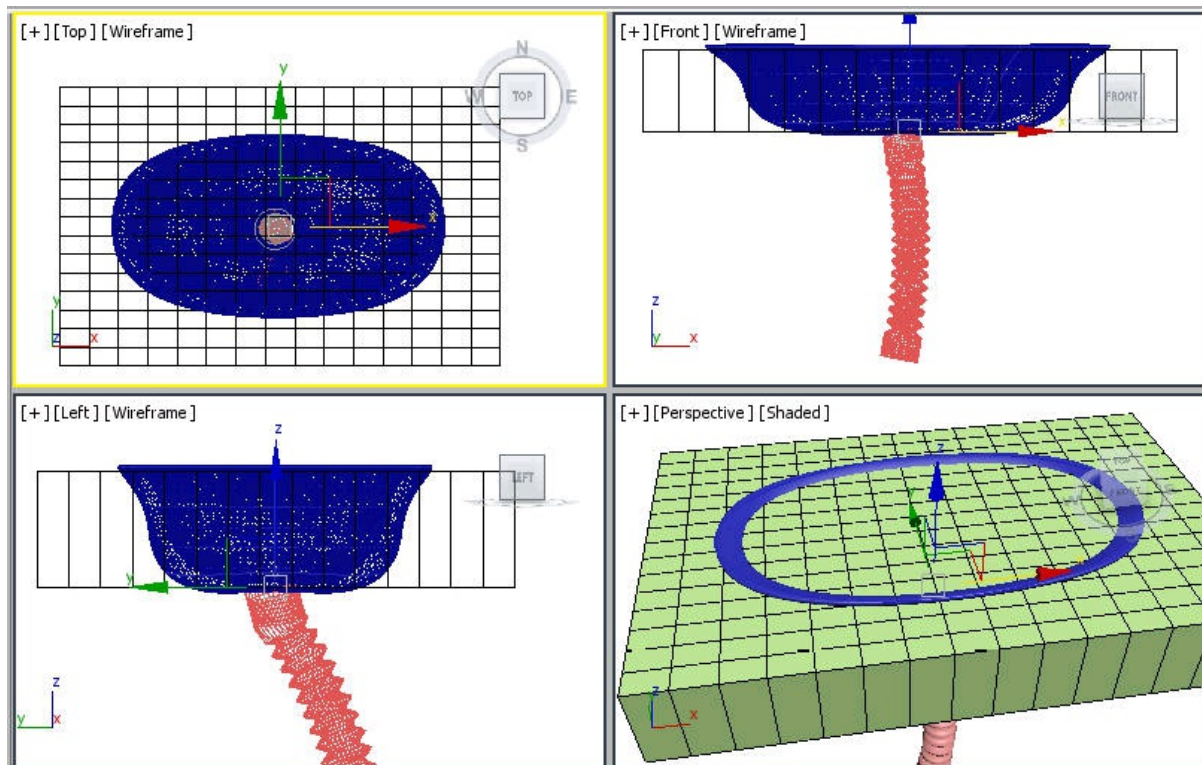 [+] [Top] [Wireframe]
N
W
TOP
E
S
y
x
y
z
x
[+] [Front] [Wireframe]
FRONT
x
z
y
x
[+] [Left] [Wireframe]
z
LEFT
y
z
y
x
[+] [Perspective] [Shaded]
z
y
z
x